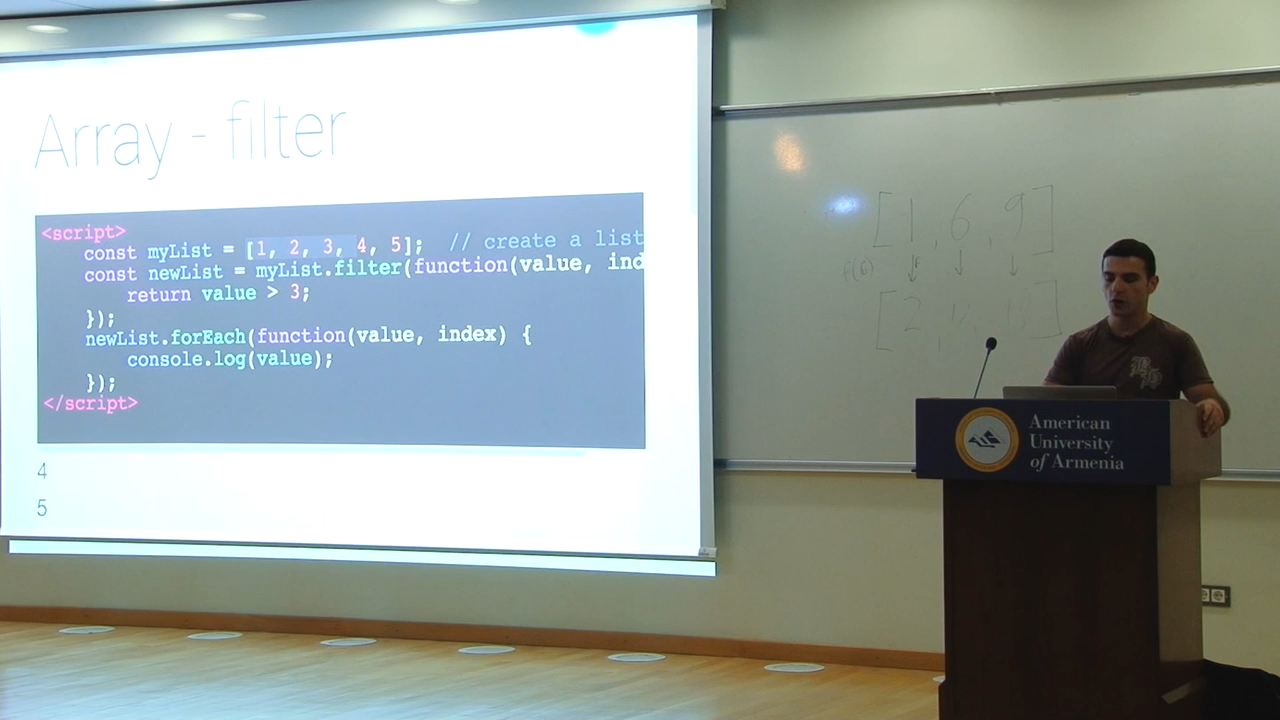 Array - filter
<script>
const myList = [1, 2, 3, 4, 5];  // create a list
const newList = myList.filter(function(value, ind
return value > 3;
});
newList.forEach(function(value, index) {
console.log(value);
});
</script>
4
5
[1, 6, 9]
American
University
of Armenia